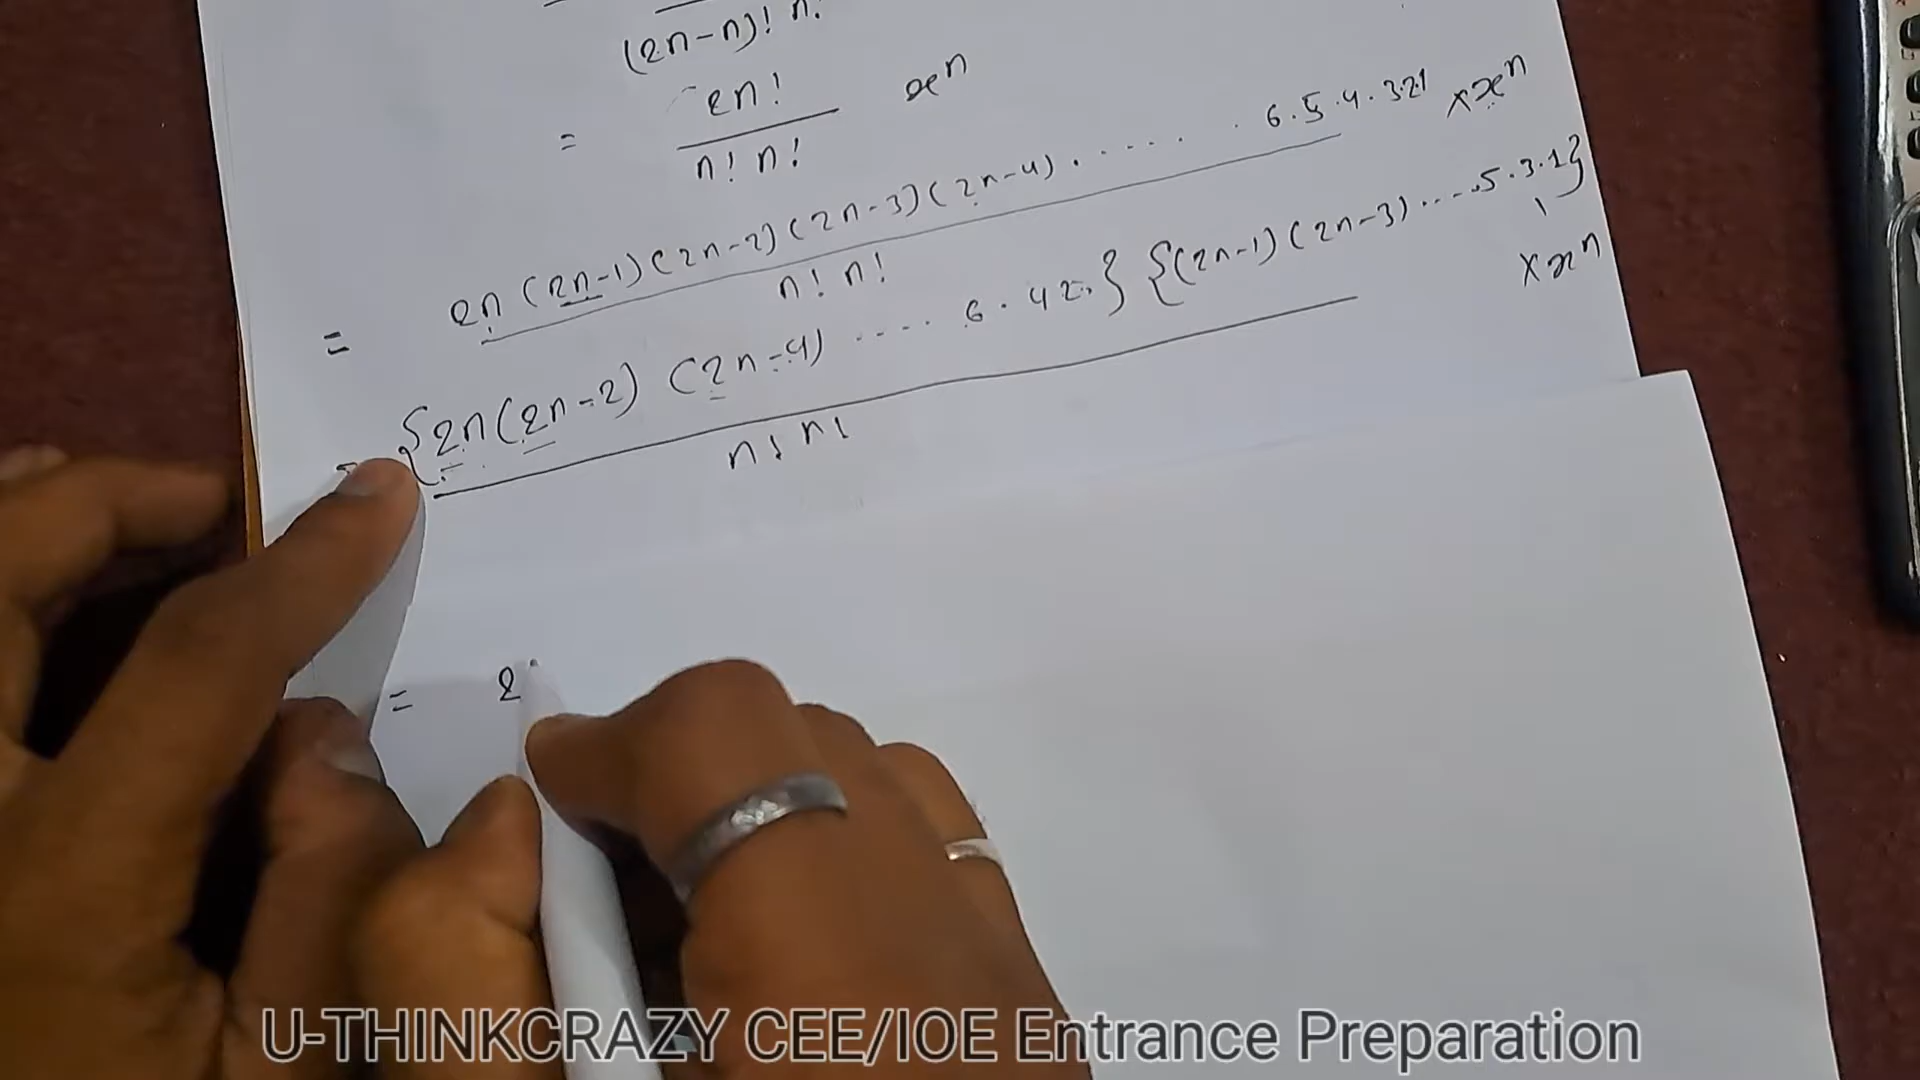 (2n-n)! n!
= 2n! / n! n! x^n
= 2n (2n-1) (2n-2) (2n-3) (2n-4) . ..... . 6.5.4.3.2.1 / n! n! × x^n
= {2n (2n-2) (2n-4) .... 6.4 2.} {(2n-1) (2n-3) .... .5.3.1} / n! n! × x^n
= 2
U-THINKCRAZY CEE/IOE Entrance Preparation